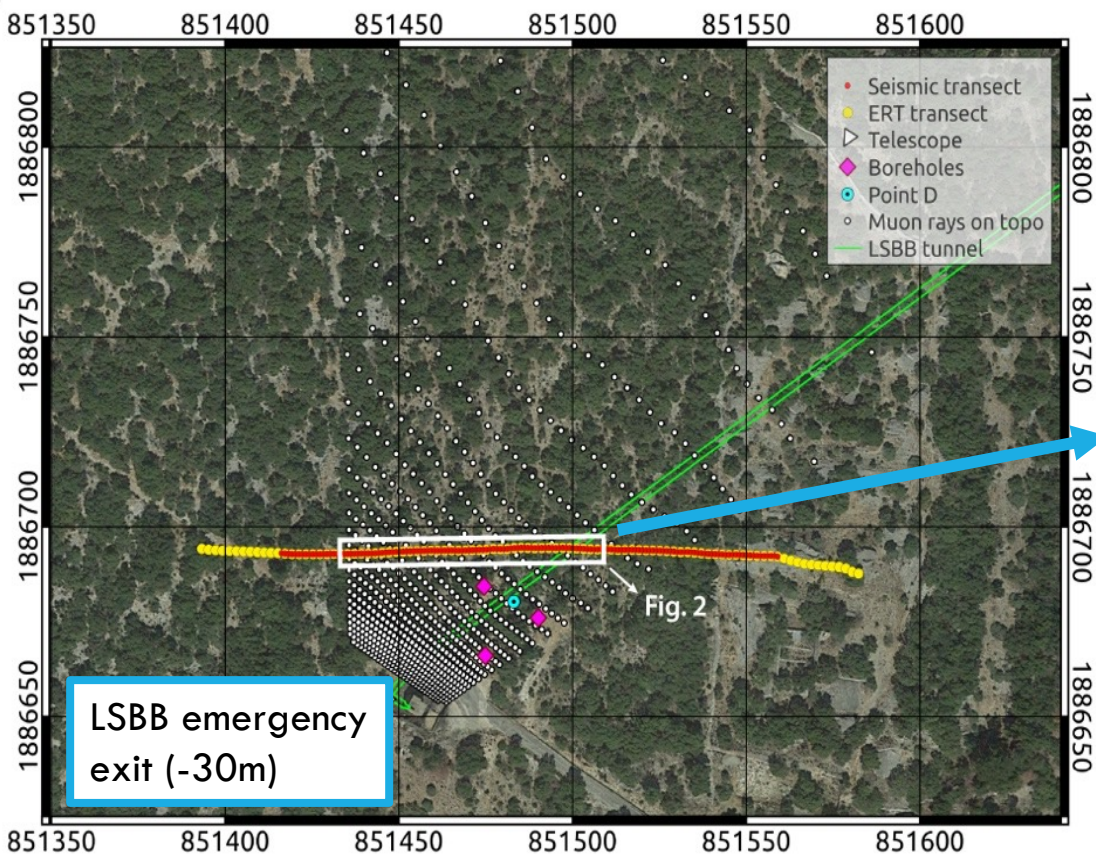 851350 851400 851450 851500 851550 851600
1886800
1886750
1886700
1886650
Seismic transect
ERT transect
Telescope
Boreholes
Point D
Muon rays on topo
LSBB tunnel
1886800
1886750
1886700
1886650
Fig. 2
LSBB emergency
exit (-30m)
851350 851400 851450 851500 851550 851600